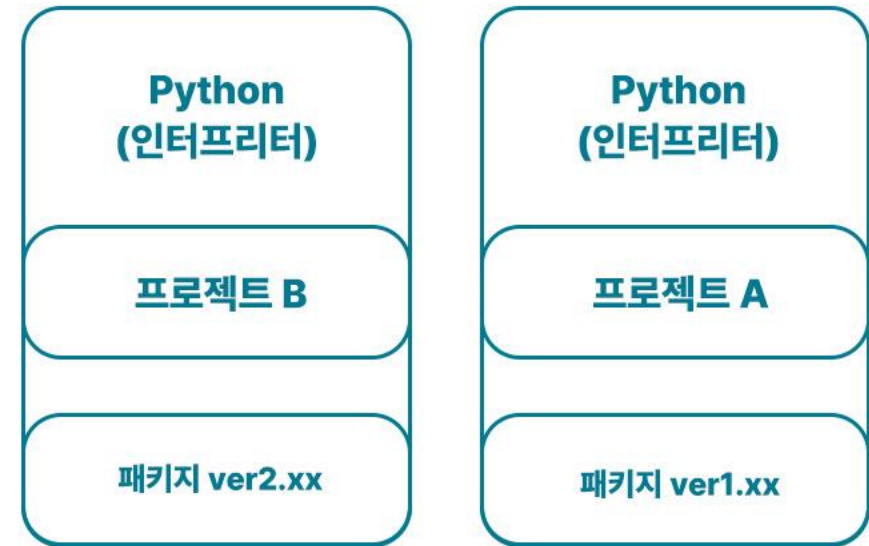 Python
(인터프리터)
프로젝트 B
패키지 ver2.xx
Python
(인터프리터)
프로젝트 A
패키지 ver1.xx